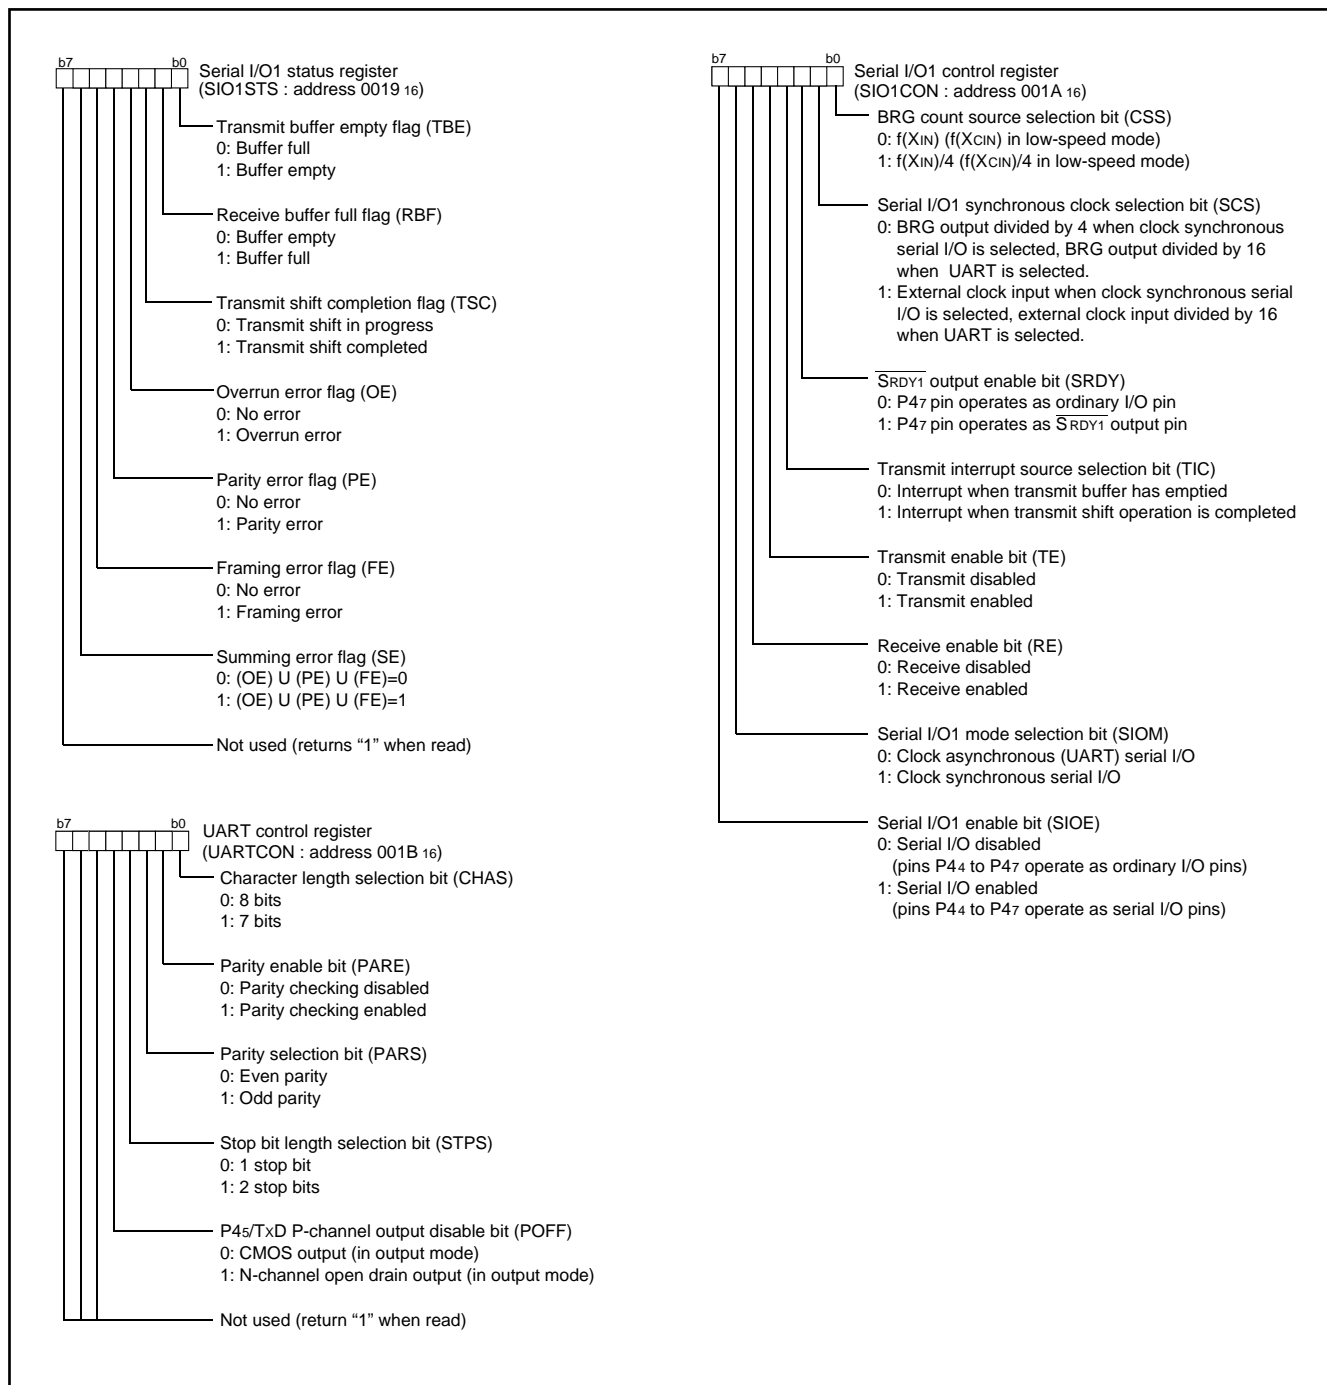 b7 b0 Serial I/O1 status register
(SIO1STS : address 0019 16)
Transmit buffer empty flag (TBE)
0: Buffer full
1: Buffer empty
Receive buffer full flag (RBF)
0: Buffer empty
1: Buffer full
Transmit shift completion flag (TSC)
0: Transmit shift in progress
1: Transmit shift completed
Overrun error flag (OE)
0: No error
1: Overrun error
Parity error flag (PE)
0: No error
1: Parity error
Framing error flag (FE)
0: No error
1: Framing error
Summing error flag (SE)
0: (OE) U (PE) U (FE)=0
1: (OE) U (PE) U (FE)=1
Not used (returns “1” when read)
b7 b0 UART control register
(UARTCON : address 001B 16)
Character length selection bit (CHAS)
0: 8 bits
1: 7 bits
Parity enable bit (PARE)
0: Parity checking disabled
1: Parity checking enabled
Parity selection bit (PARS)
0: Even parity
1: Odd parity
Stop bit length selection bit (STPS)
0: 1 stop bit
1: 2 stop bits
P45/TxD P-channel output disable bit (POFF)
0: CMOS output (in output mode)
1: N-channel open drain output (in output mode)
Not used (return “1” when read)
b7 b0 Serial I/O1 control register
(SIO1CON : address 001A 16)
BRG count source selection bit (CSS)
0: f(XIN) (f(XCIN) in low-speed mode)
1: f(XIN)/4 (f(XCIN)/4 in low-speed mode)
Serial I/O1 synchronous clock selection bit (SCS)
0: BRG output divided by 4 when clock synchronous
serial I/O is selected, BRG output divided by 16
when UART is selected.
1: External clock input when clock synchronous serial
I/O is selected, external clock input divided by 16
when UART is selected.
SRDY1 output enable bit (SRDY)
0: P47 pin operates as ordinary I/O pin
1: P47 pin operates as SRDY1 output pin
Transmit interrupt source selection bit (TIC)
0: Interrupt when transmit buffer has emptied
1: Interrupt when transmit shift operation is completed
Transmit enable bit (TE)
0: Transmit disabled
1: Transmit enabled
Receive enable bit (RE)
0: Receive disabled
1: Receive enabled
Serial I/O1 mode selection bit (SIOM)
0: Clock asynchronous (UART) serial I/O
1: Clock synchronous serial I/O
Serial I/O1 enable bit (SIOE)
0: Serial I/O disabled
(pins P44 to P47 operate as ordinary I/O pins)
1: Serial I/O enabled
(pins P44 to P47 operate as serial I/O pins)